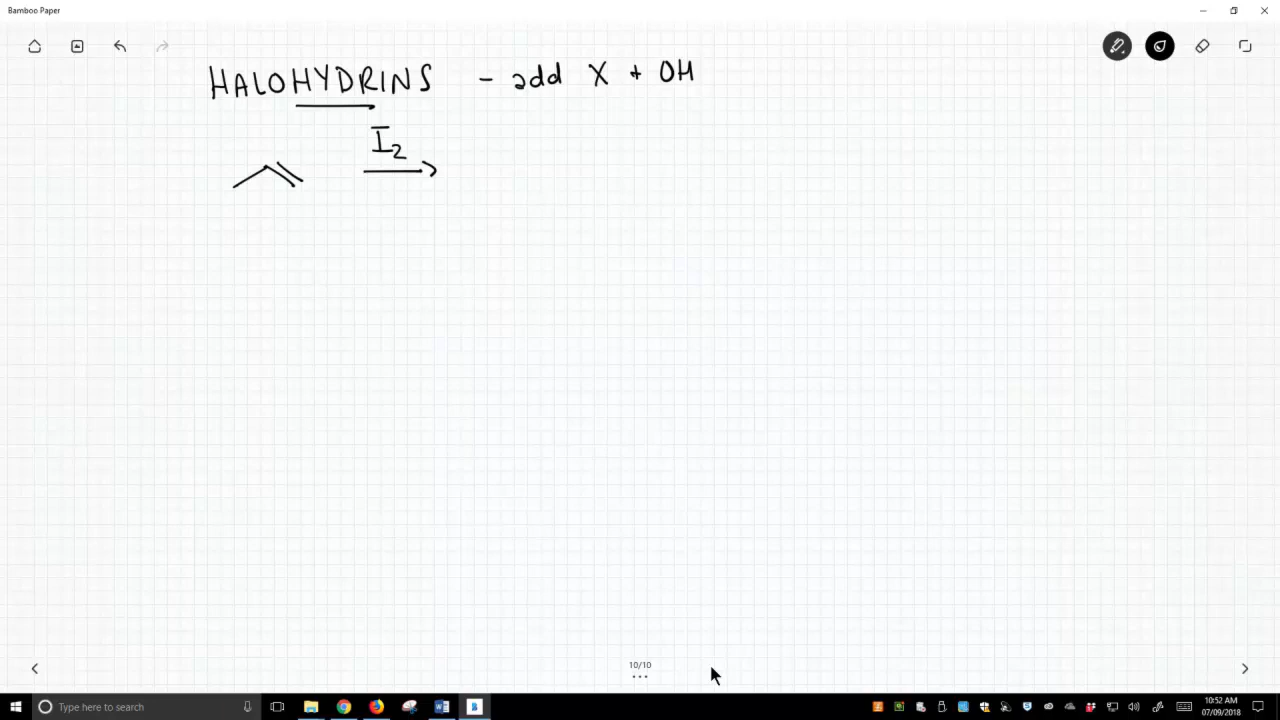 Bamboo Paper
HALOHYDRINS - add X + OH
I2
10/10
Type here to search
10:52 AM
07/09/2018